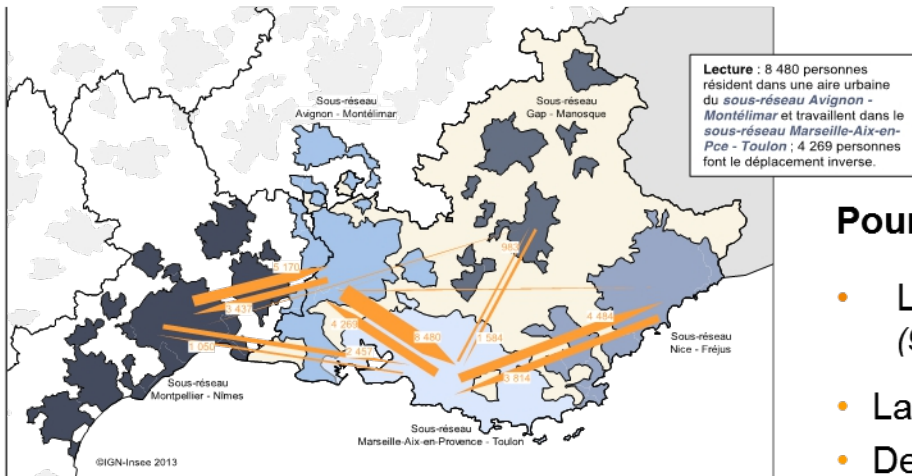 Lecture : 8 480 personnes
résident dans une aire urbaine
du sous-réseau Avignon -
Montélimar et travaillent dans le
sous-réseau Marseille-Aix-en-
Pce - Toulon ; 4 269 personnes
font le déplacement inverse.
Sous-réseau
Avignon - Montélimar
Sous-réseau
Gap - Manosque
983
5 170
3 437
4 269
8 480
1 584
4 484
1 050
2 457
3 814
Sous-réseau
Nice - Fréjus
Sous-réseau
Montpellier - Nîmes
Sous-réseau
Marseille-Aix-en-Provence - Toulon
©IGN-Insee 2013
Pour
• L
• La
• De